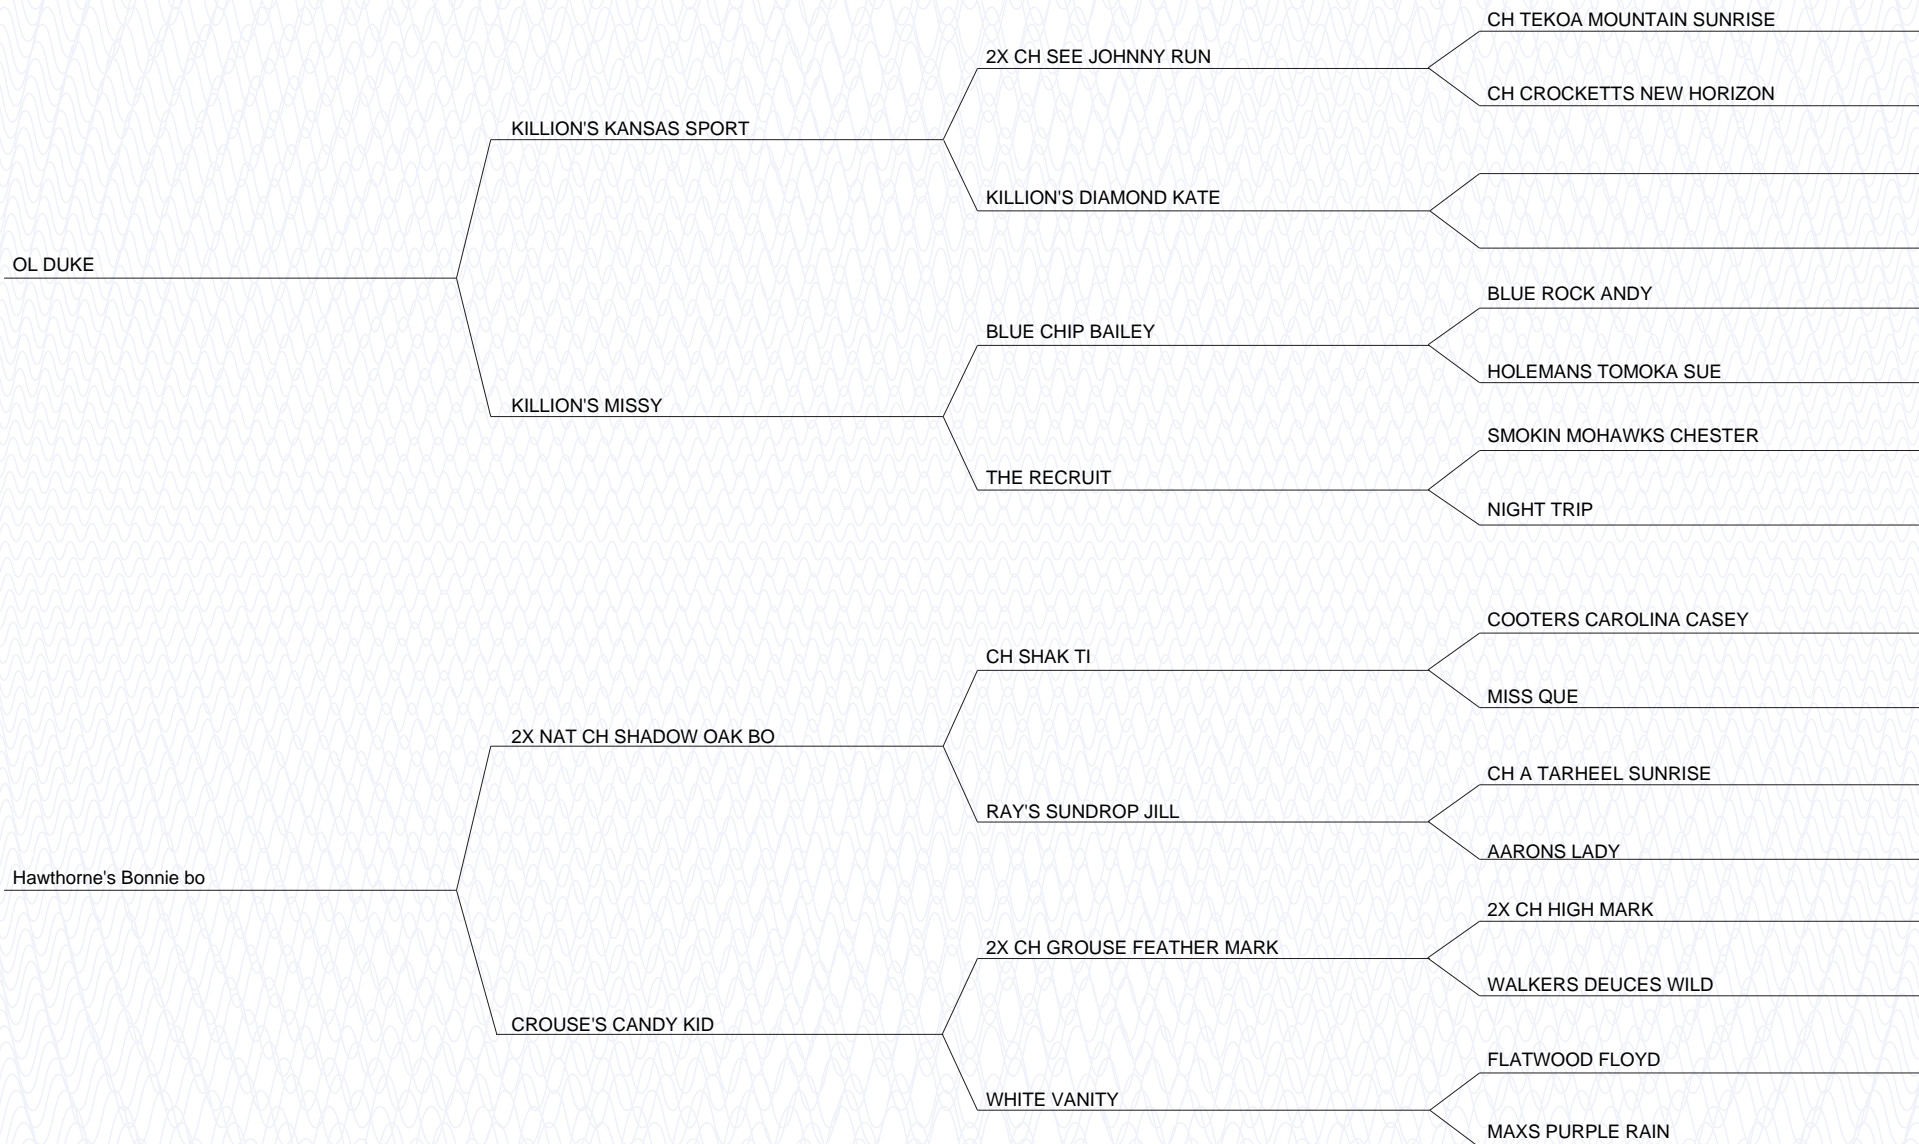 CH TEKOA MOUNTAIN SUNRISE
2X CH SEE JOHNNY RUN
CH CROCKETTS NEW HORIZON
KILLION'S KANSAS SPORT
KILLION'S DIAMOND KATE
OL DUKE
BLUE ROCK ANDY
BLUE CHIP BAILEY
HOLEMANS TOMOKA SUE
KILLION'S MISSY
SMOKIN MOHAWKS CHESTER
THE RECRUIT
NIGHT TRIP
COOTERS CAROLINA CASEY
CH SHAK TI
MISS QUE
2X NAT CH SHADOW OAK BO
CH A TARHEEL SUNRISE
RAY'S SUNDROP JILL
AARONS LADY
Hawthorne's Bonnie bo
2X CH HIGH MARK
2X CH GROUSE FEATHER MARK
WALKERS DEUCES WILD
CROUSE'S CANDY KID
FLATWOOD FLOYD
WHITE VANITY
MAXS PURPLE RAIN